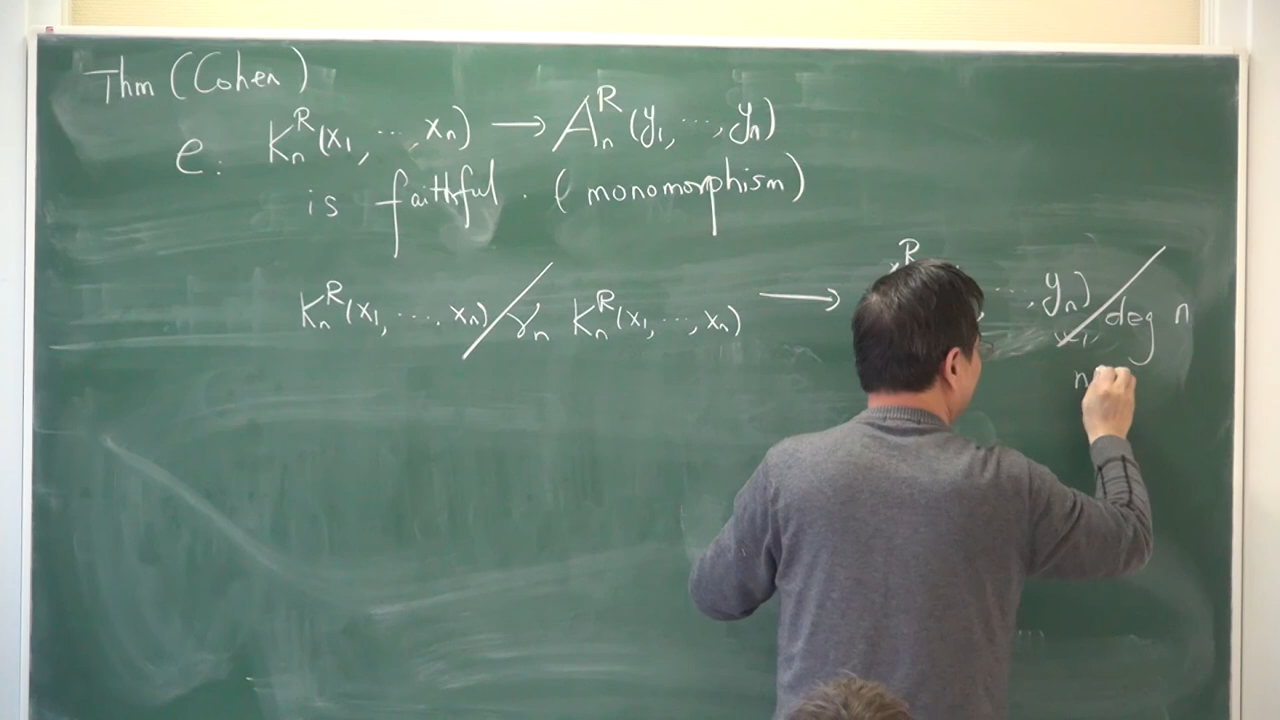 Thm (Cohen)
e: K_n^R(x_1, ..., x_n) → A_n^R(y_1, ..., y_n)
is faithful. (monomorphism)
K_n^R(x_1, ..., x_n) / γ_n K_n^R(x_1, ..., x_n) → R ..., y_n) / deg n
n